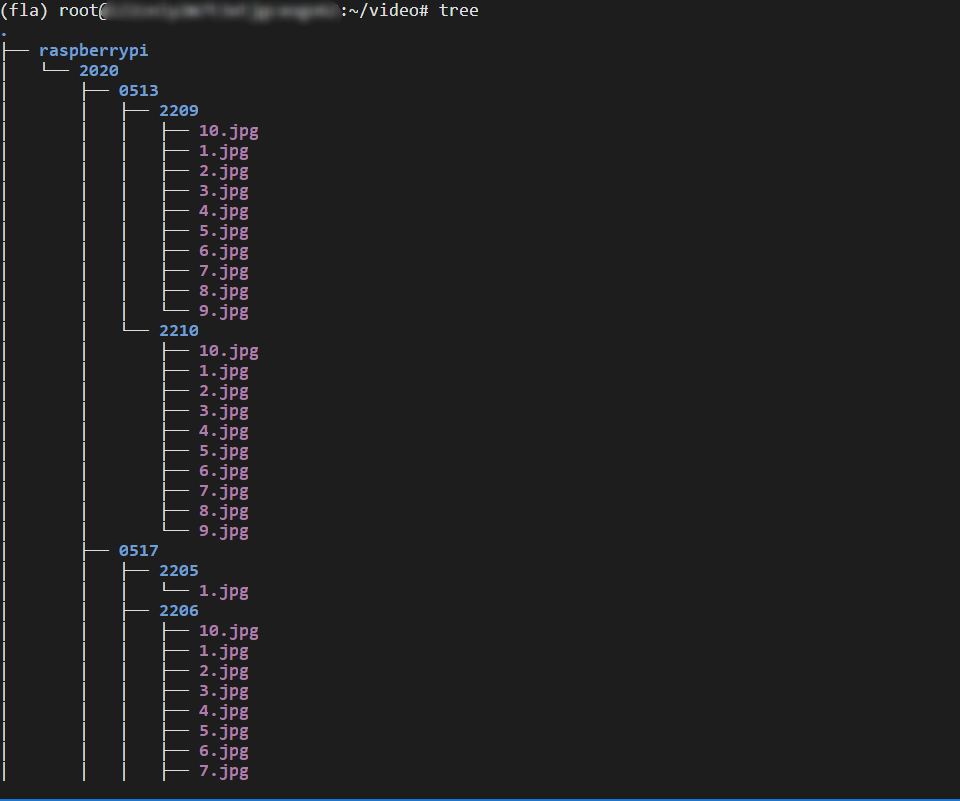 (fla) root@:~/video# tree
.
├── raspberrypi
│   └── 2020
│       ├── 0513
│       │   ├── 2209
│       │   │   ├── 10.jpg
│       │   │   ├── 1.jpg
│       │   │   ├── 2.jpg
│       │   │   ├── 3.jpg
│       │   │   ├── 4.jpg
│       │   │   ├── 5.jpg
│       │   │   ├── 6.jpg
│       │   │   ├── 7.jpg
│       │   │   ├── 8.jpg
│       │   │   └── 9.jpg
│       │   └── 2210
│       │       ├── 10.jpg
│       │       ├── 1.jpg
│       │       ├── 2.jpg
│       │       ├── 3.jpg
│       │       ├── 4.jpg
│       │       ├── 5.jpg
│       │       ├── 6.jpg
│       │       ├── 7.jpg
│       │       ├── 8.jpg
│       │       └── 9.jpg
│       ├── 0517
│       │   ├── 2205
│       │   │   └── 1.jpg
│       │   ├── 2206
│       │   │   ├── 10.jpg
│       │   │   ├── 1.jpg
│       │   │   ├── 2.jpg
│       │   │   ├── 3.jpg
│       │   │   ├── 4.jpg
│       │   │   ├── 5.jpg
│       │   │   ├── 6.jpg
│       │   │   ├── 7.jpg